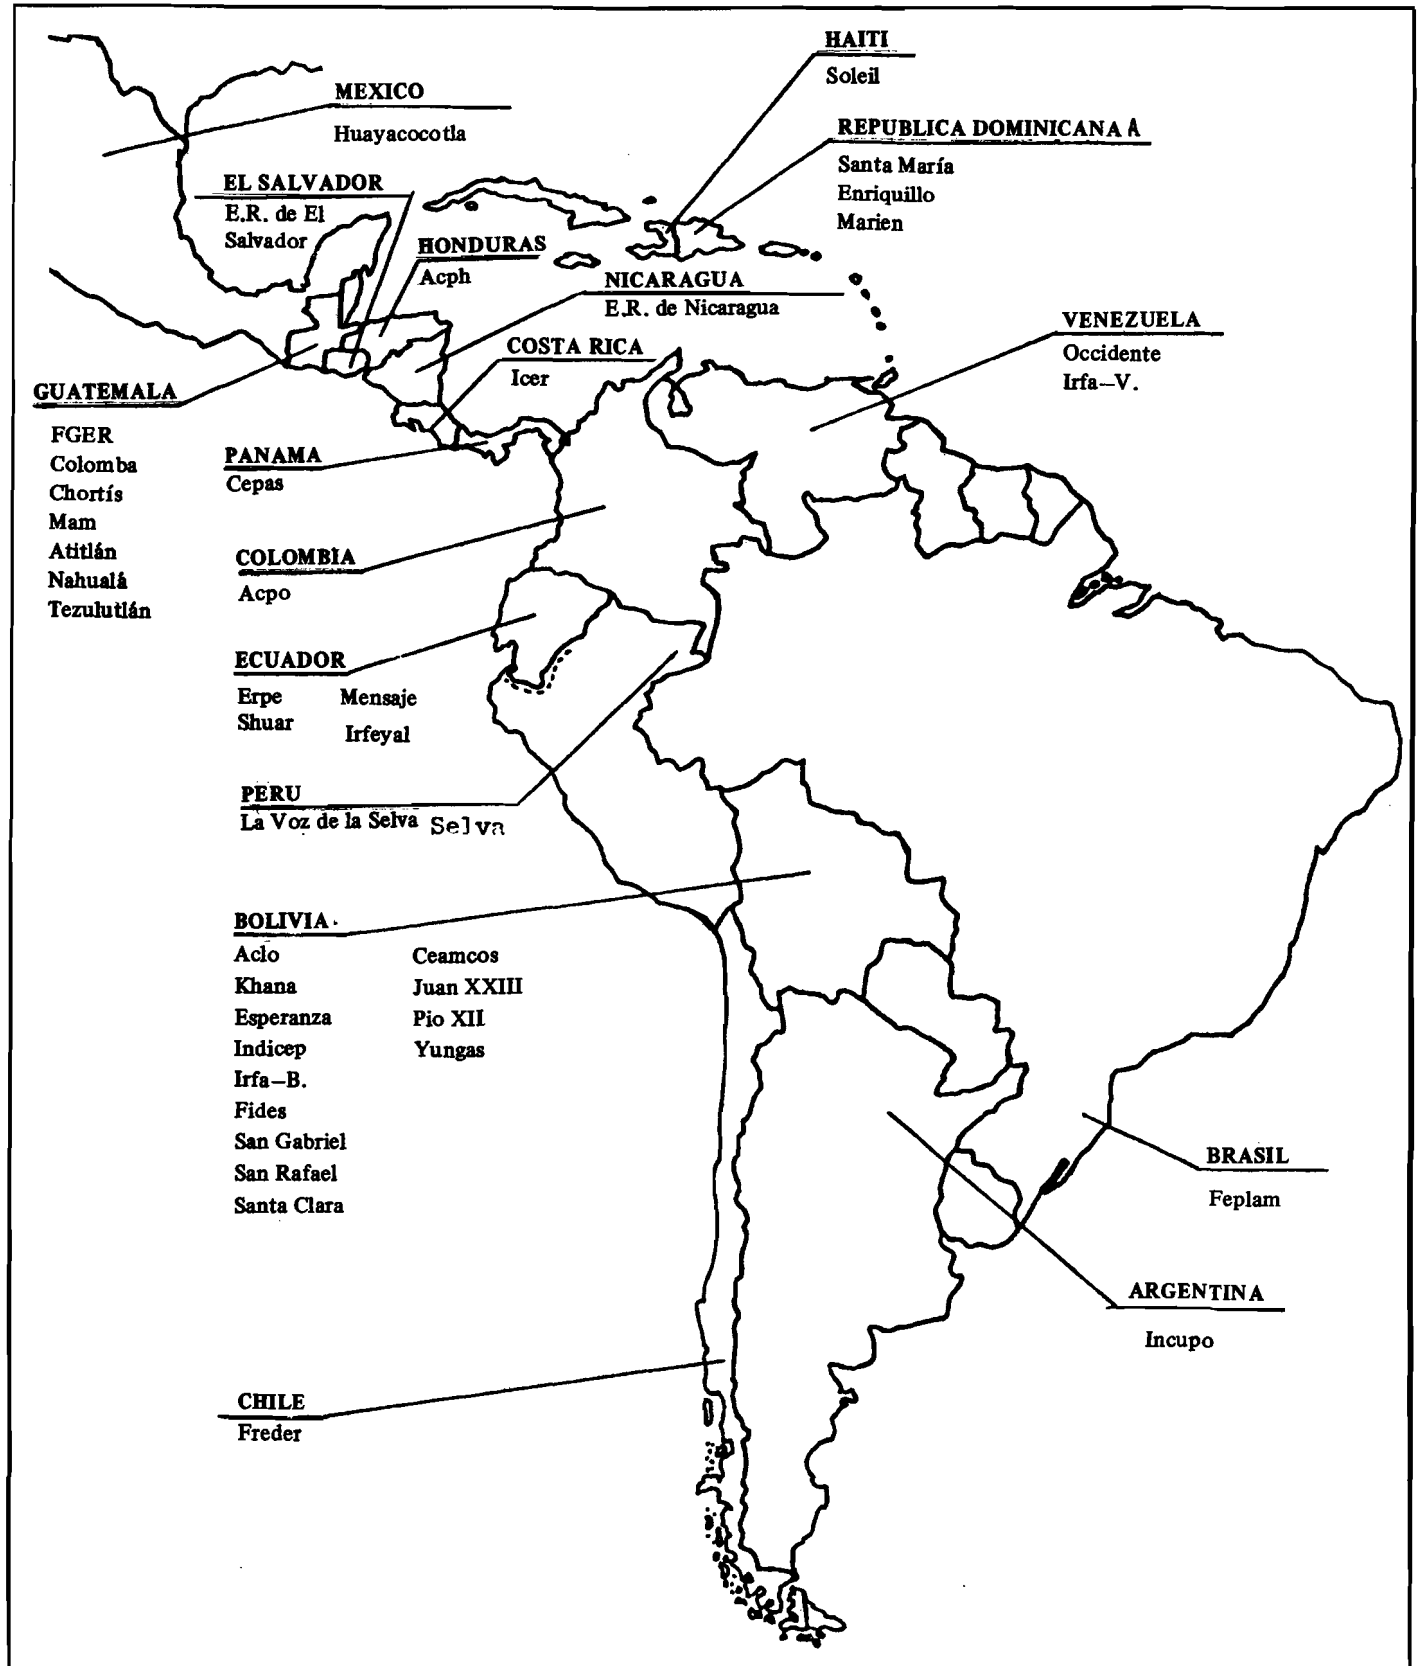 HAITI
Soleil
MEXICO
Huayacocotla
REPUBLICA DOMINICANA A
Santa María
Enriquillo
Marien
EL SALVADOR
E.R. de El
Salvador
HONDURAS
Acph
NICARAGUA
E.R. de Nicaragua
VENEZUELA
Occidente
Irfa–V.
COSTA RICA
Icer
GUATEMALA
FGER
Colomba
Chortís
Mam
Atitlán
Nahualá
Tezulutlán
PANAMA
Cepas
COLOMBIA
Acpo
ECUADOR
Erpe
Shuar
Mensaje
Irfeyal
PERU
La Voz de la Selva Selva
BOLIVIA
Aclo
Khana
Esperanza
Indicep
Irfa–B.
Fides
San Gabriel
San Rafael
Santa Clara
Ceamcos
Juan XXIII
Pio XII
Yungas
BRASIL
Feplam
ARGENTINA
Incupo
CHILE
Freder